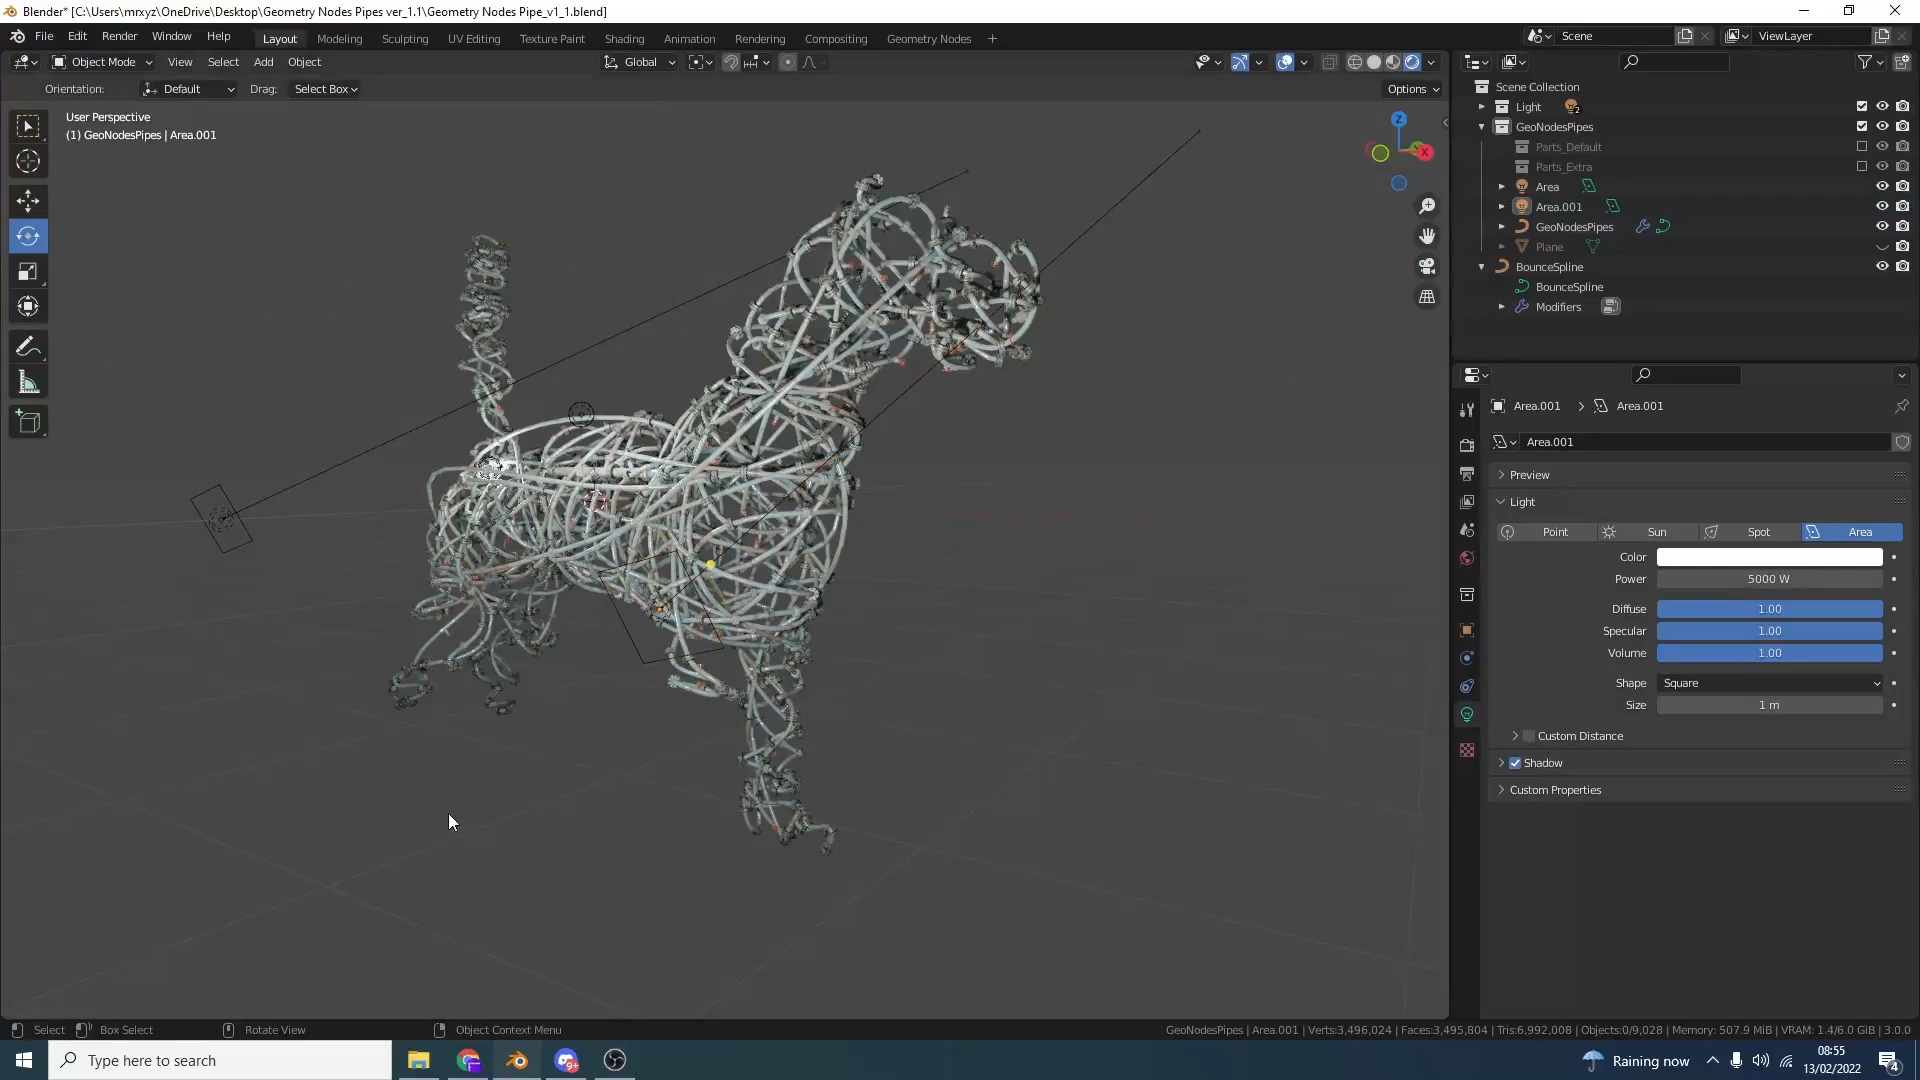 Blender* [C:\Users\mrxyz\OneDrive\Desktop\Geometry Nodes Pipes ver_1.1\Geometry Nodes Pipe_v1_1.blend]
File Edit Render Window Help Layout Modeling Sculpting UV Editing Texture Paint Shading Animation Rendering Compositing Geometry Nodes + Scene ViewLayer
Object Mode View Select Add Object Global
Orientation: Default Drag: Select Box Options
User Perspective
(1) GeoNodesPipes | Area.001
Z
X
Scene Collection
Light 2
GeoNodesPipes
Parts_Default
Parts_Extra
Area
Area.001
GeoNodesPipes
Plane
BounceSpline
BounceSpline
Modifiers
Area.001 Area.001
Area.001
Preview
Light
Point Sun Spot Area
Color
Power 5000 W
Diffuse 1.00
Specular 1.00
Volume 1.00
Shape Square
Size 1 m
Custom Distance
Shadow
Custom Properties
Select Box Select Rotate View Object Context Menu GeoNodesPipes | Area.001 | Verts:3,496,024 | Faces:3,495,804 | Tris:6,992,008 | Objects:0/9,028 | Memory: 507.9 MiB | VRAM: 1.4/6.0 GiB | 3.0.0
Type here to search 9+ Raining now 08:55
13/02/2022 4